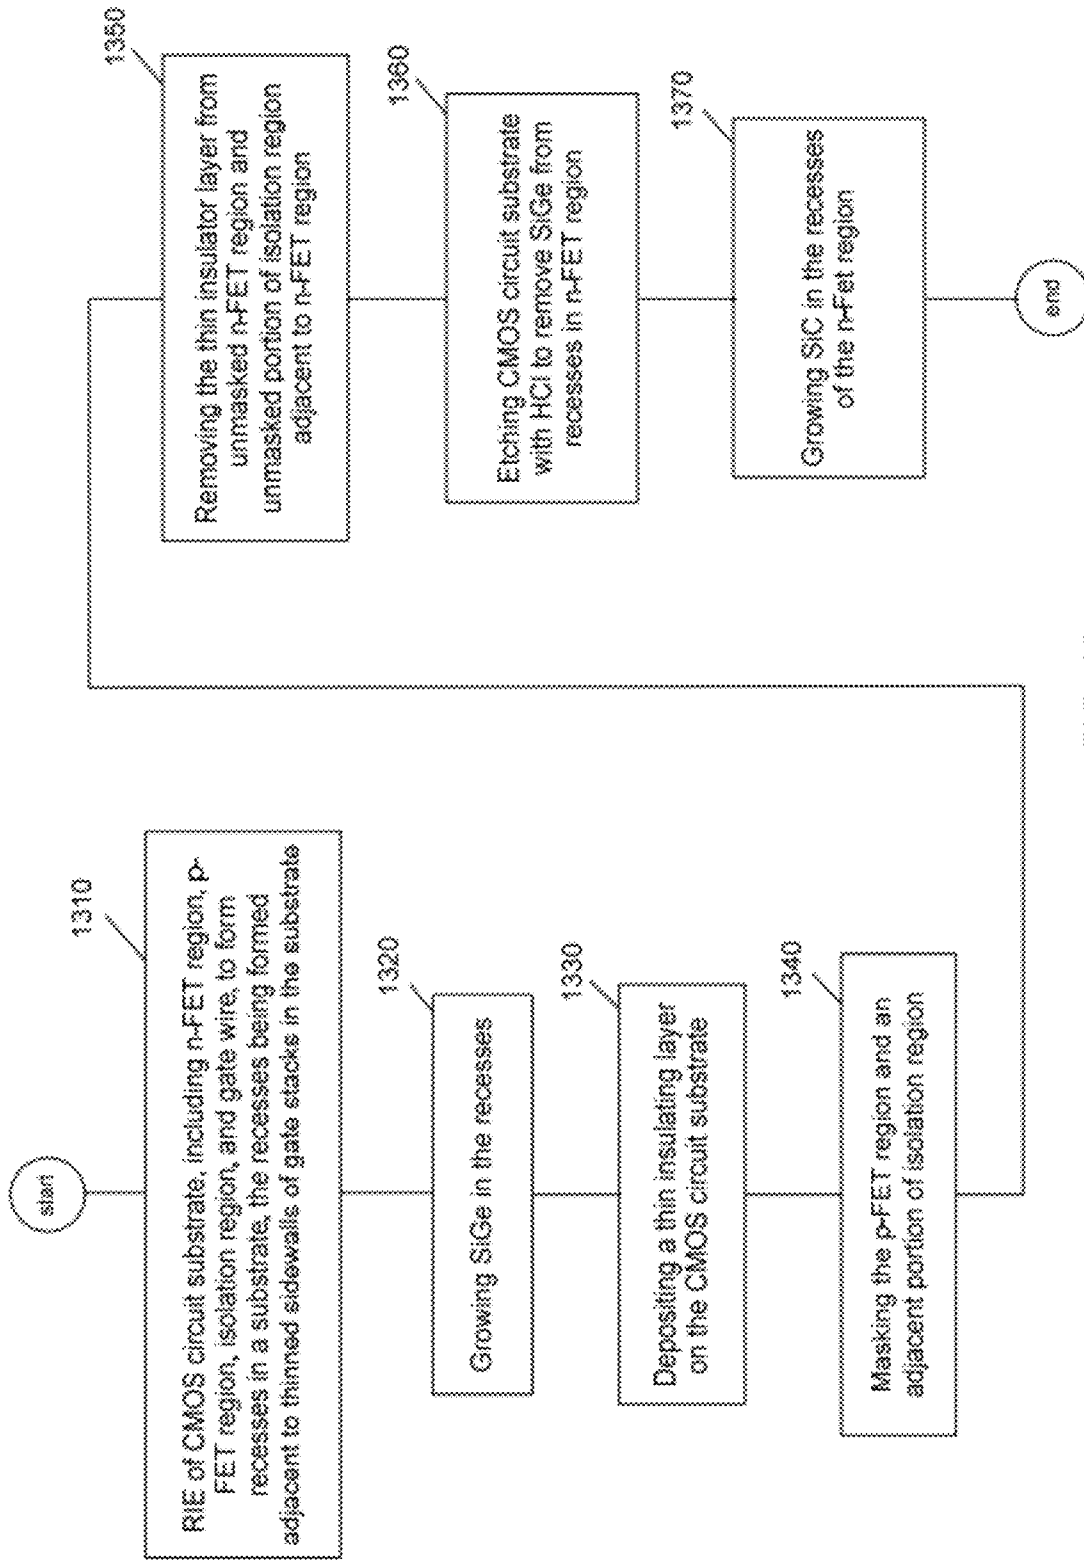 start
1310
RIE of CMOS circuit substrate, including n-FET region, p-
FET region, isolation region, and gate wire, to form
recesses in a substrate, the recesses being formed
adjacent to thinned sidewalls of gate stacks in the substrate
1320
Growing SiGe in the recesses
1330
Depositing a thin insulating layer
on the CMOS circuit substrate
1340
Masking the p-FET region and an
adjacent portion of isolation region
1350
Removing the thin insulator layer from
unmasked n-FET region and
unmasked portion of isolation region
adjacent to n-FET region
1360
Etching CMOS circuit substrate
with HCl to remove SiGe from
recesses in n-FET region
1370
Growing SiC in the recesses
of the n-Fet region
end